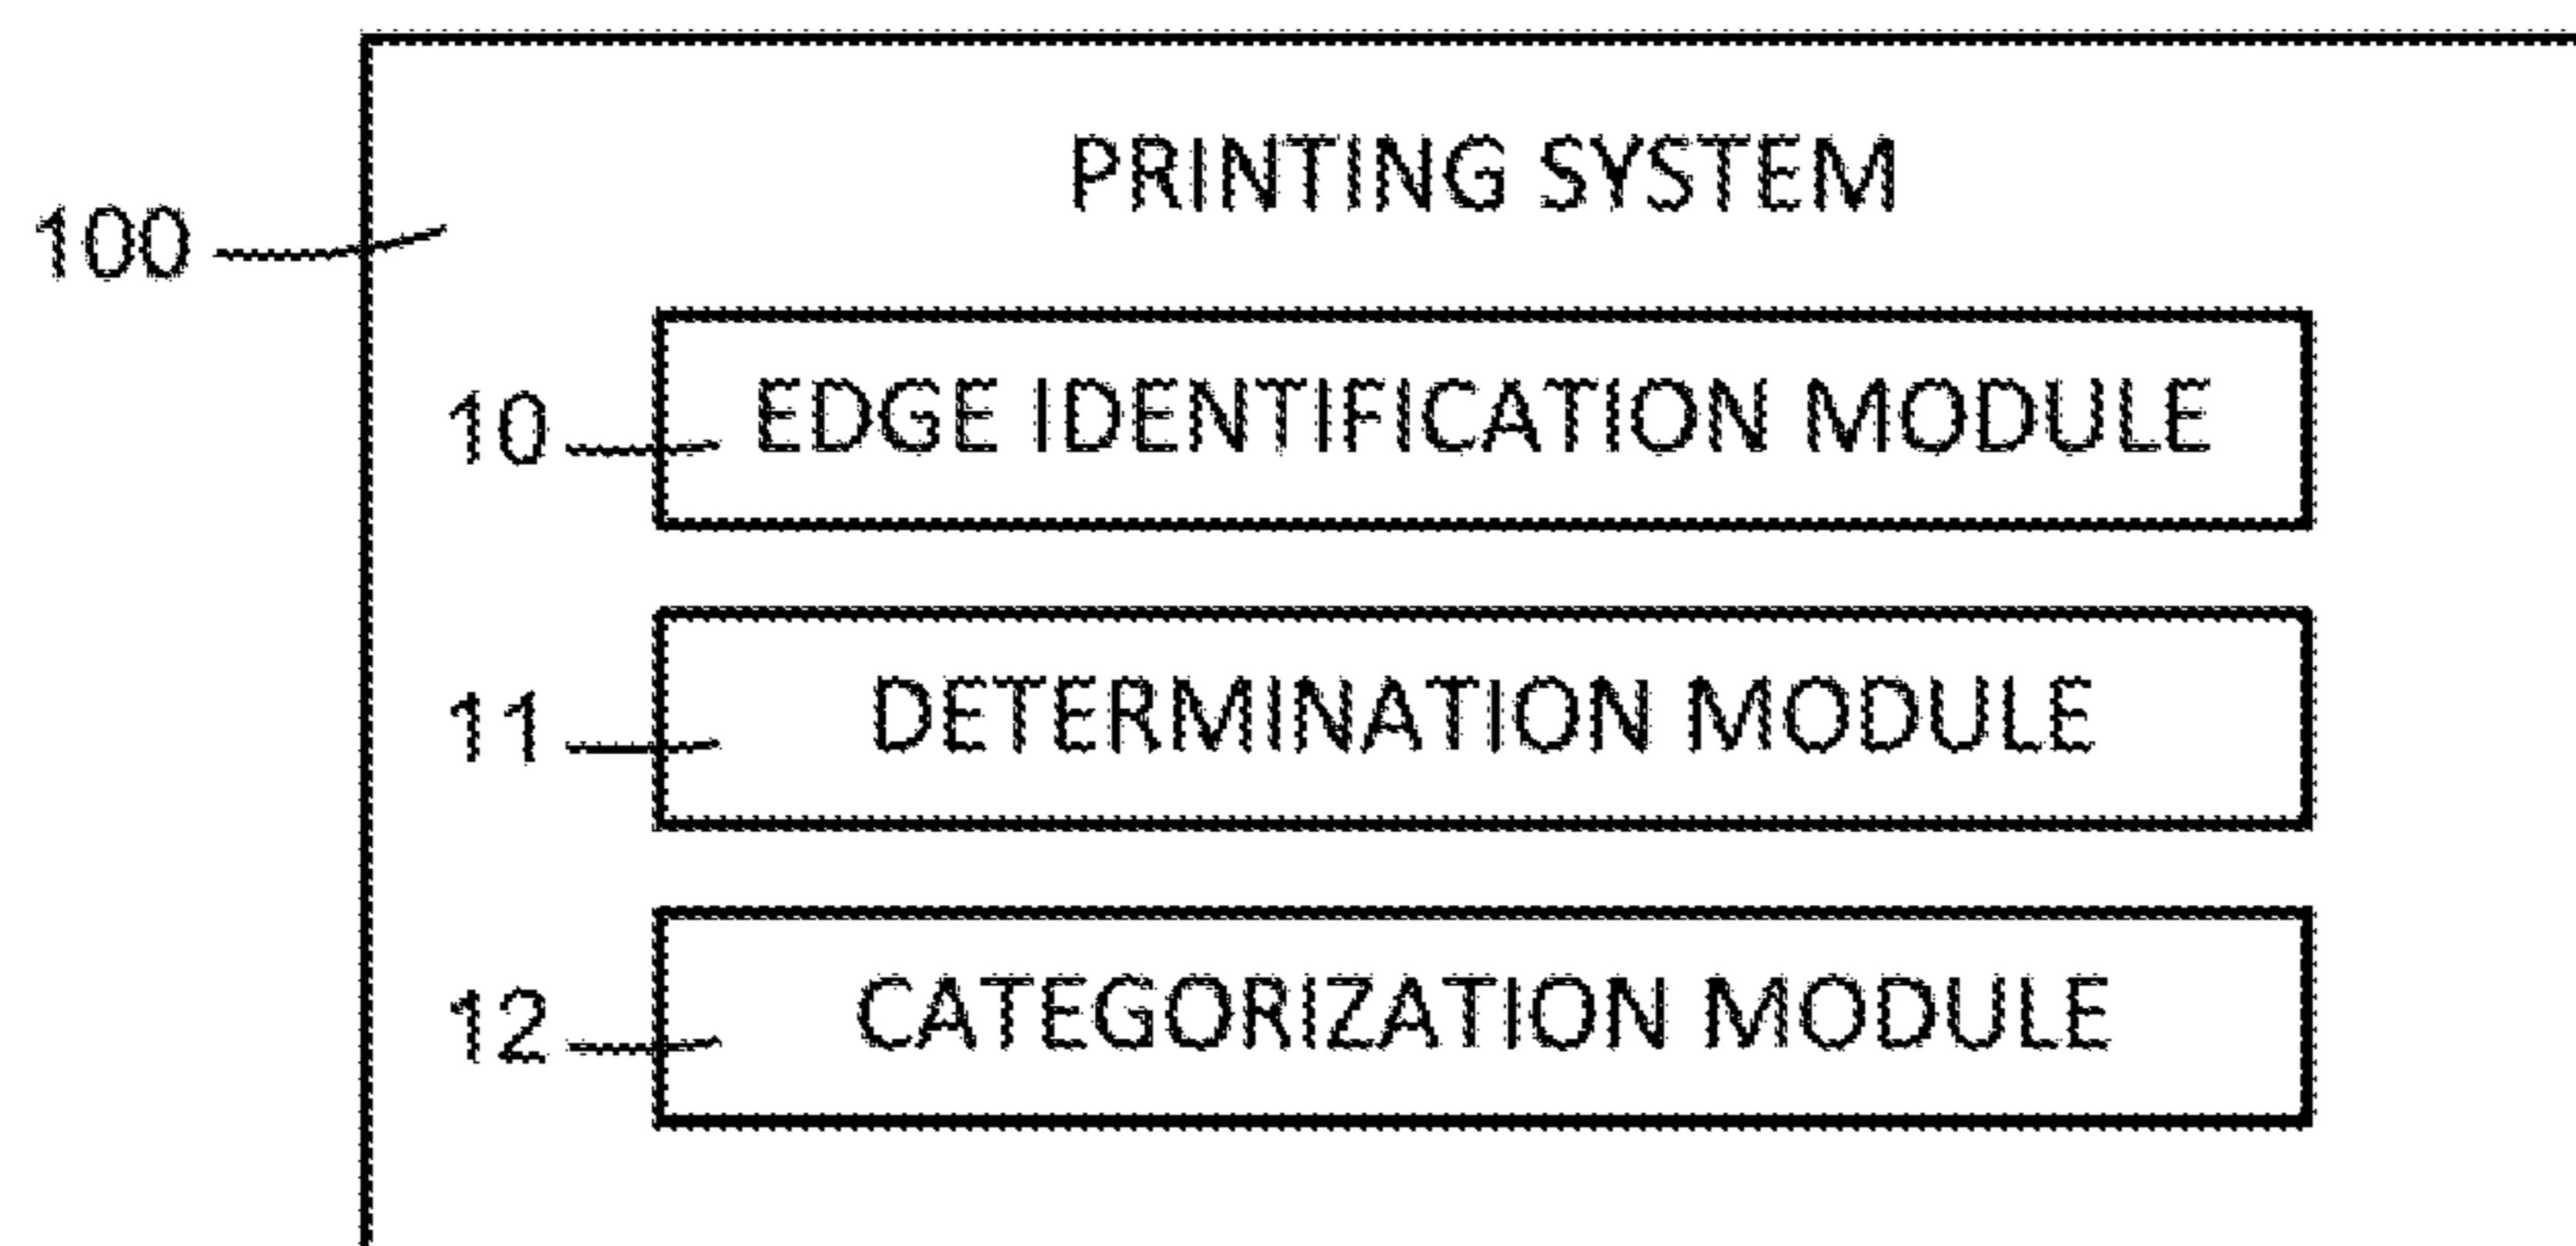 PRINTING SYSTEM
100
10 EDGE IDENTIFICATION MODULE
11 DETERMINATION MODULE
12 CATEGORIZATION MODULE